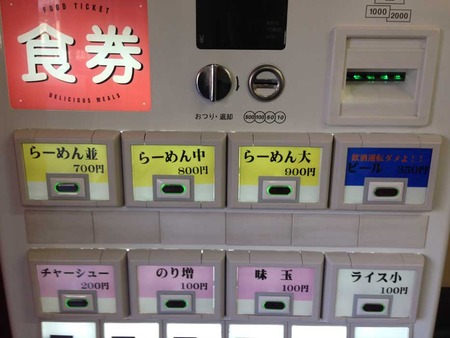 FOOD TICKET
食券
DELICIOUS MEALS
1000
2000
おつり・返却
500 100 50 10
らーめん並
700円
らーめん中
800円
らーめん大
900円
飲酒運転ダメよ!!
ビール 350円
チャーシュー
200円
のり増
100円
味玉
100円
ライス小
100円